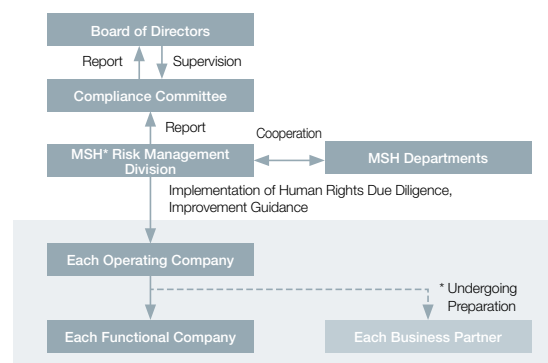 Board of Directors
Report
Supervision
Compliance Committee
Report
Cooperation
MSH* Risk Management
Division
MSH Departments
Implementation of Human Rights Due Diligence,
Improvement Guidance
Each Operating Company
* Undergoing
Preparation
Each Functional Company
Each Business Partner